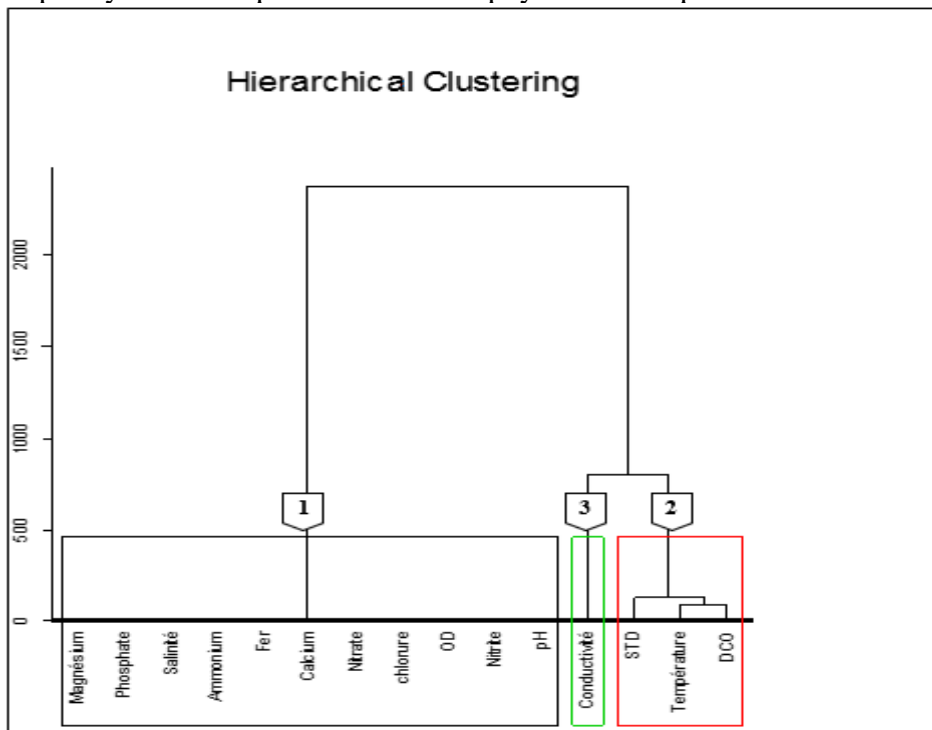 Hierarchical Clustering
2000
1500
1000
500
0
1
3
2
Magnésium
Phosphate
Salinité
Ammonium
Fer
Calcium
Nitrate
chlorure
OD
Nitrite
pH
Conductivité
STD
Température
DCO